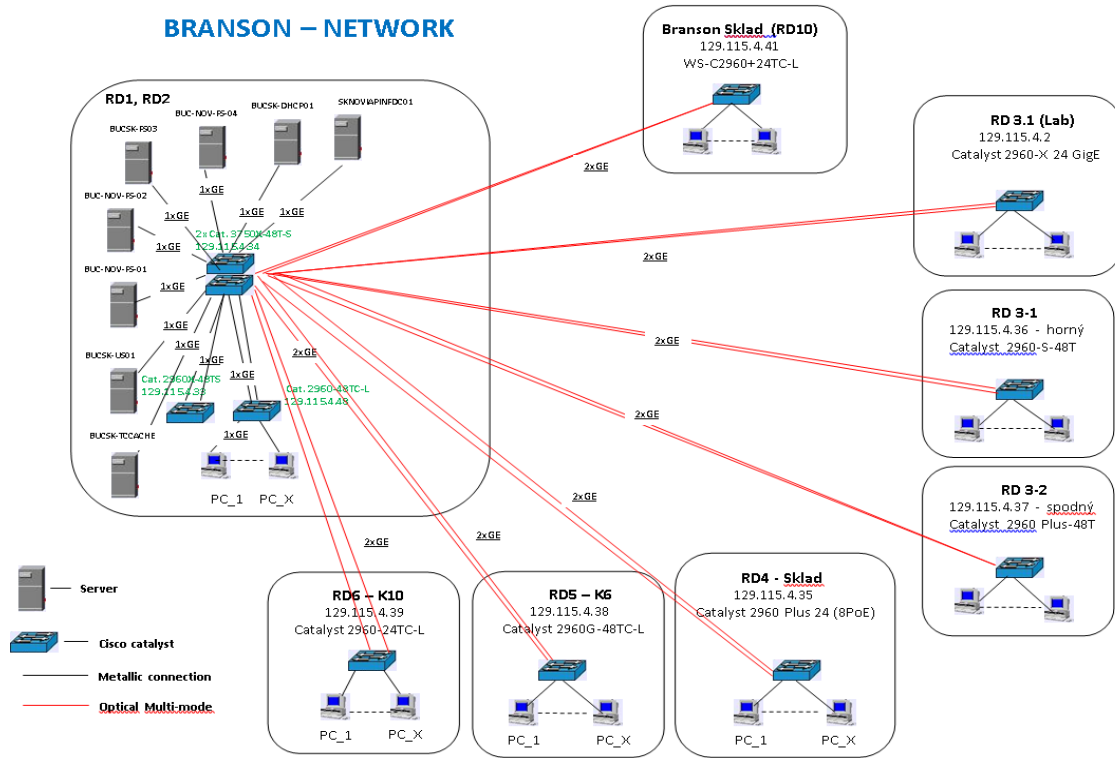 BRANSON – NETWORK
Branson Sklad (RD10)
129.115.4.41
WS-C2960+24TC-L
RD1, RD2
BUCSK-FS03
BUC-NOV-FS-04
BUCSK-DHCP01
SKNOVIAPINFDC01
BUC-NOV-FS-02
BUC-NOV-FS-01
BUCSK-US01
BUCSK-TCCACHE
1xGE
1xGE
1xGE
1xGE
1xGE
1xGE
1xGE
1xGE
1xGE
1xGE
1xGE
2x Cat. 3750X-48T-S
129.115.4.34
Cat. 2960X-48TS
129.115.4.33
Cat. 2960-48TC-L
129.115.4.48
PC_1
PC_X
2xGE
2xGE
2xGE
2xGE
2xGE
2xGE
2xGE
2xGE
RD 3.1 (Lab)
129.115.4.2
Catalyst 2960-X 24 GigE
RD 3-1
129.115.4.36 - horný
Catalyst 2960-S-48T
RD 3-2
129.115.4.37 - spodný
Catalyst 2960 Plus-48T
RD6 – K10
129.115.4.39
Catalyst 2960-24TC-L
PC_1
PC_X
RD5 – K6
129.115.4.38
Catalyst 2960G-48TC-L
PC_1
PC_X
RD4 - Sklad
129.115.4.35
Catalyst 2960 Plus 24 (8PoE)
PC_1
PC_X
Server
Cisco catalyst
Metallic connection
Optical Multi-mode